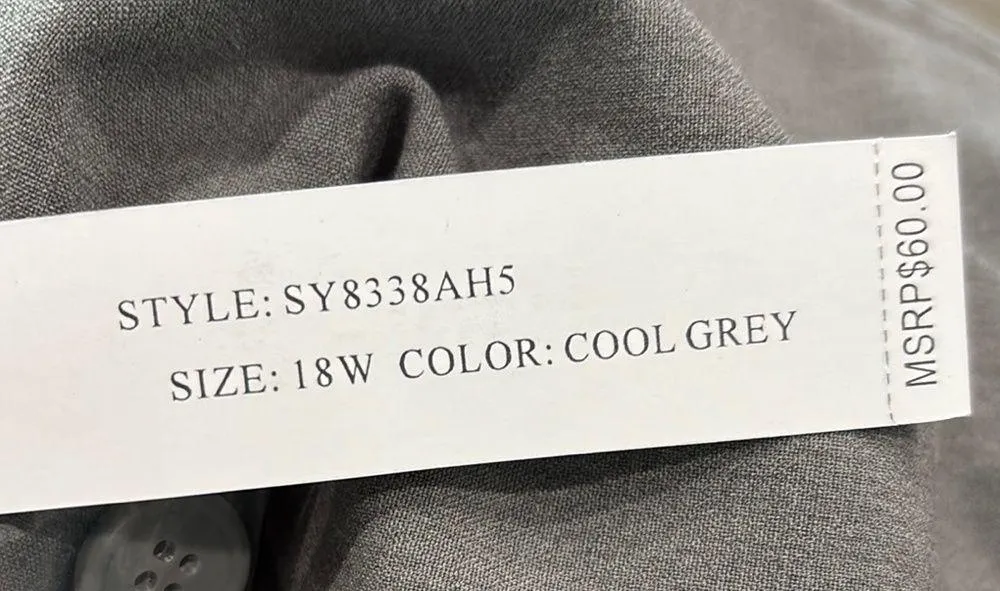 STYLE: SY8338AH5
SIZE: 18W COLOR: COOL GREY
MSRP$60.00